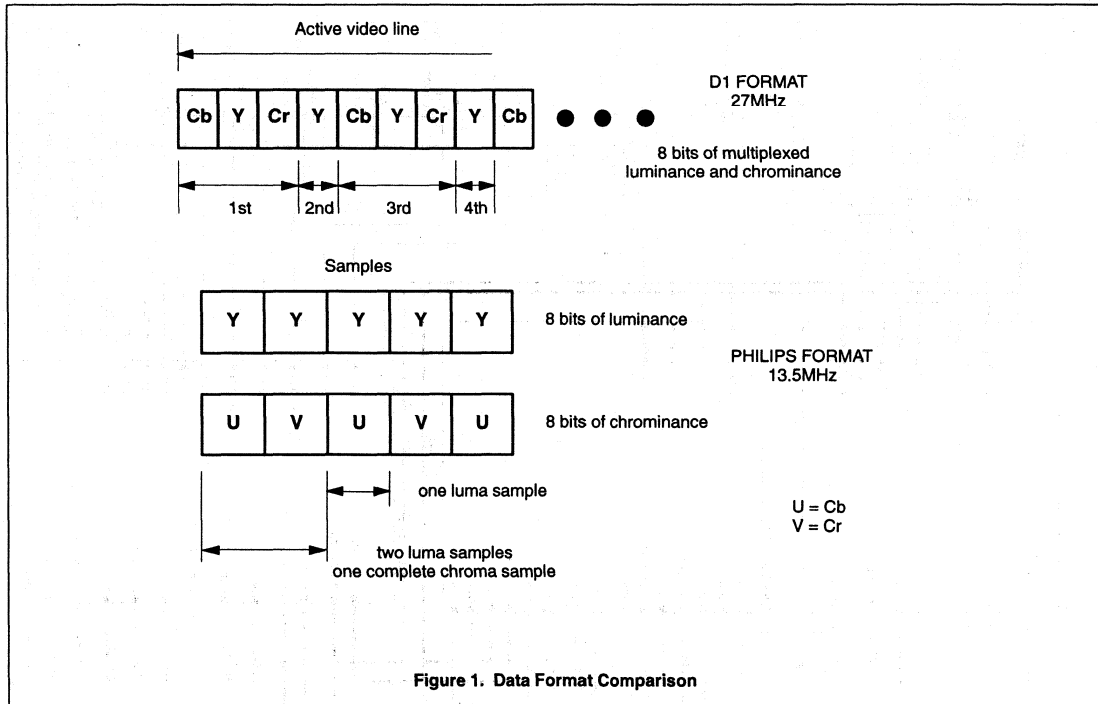 Active video line
D1 FORMAT
27MHz
Cb Y Cr Y Cb Y Cr Y Cb
8 bits of multiplexed
luminance and chrominance
1st 2nd 3rd 4th
Samples
Y Y Y Y Y
8 bits of luminance
PHILIPS FORMAT
13.5MHz
U V U V U
8 bits of chrominance
one luma sample
U = Cb
V = Cr
two luma samples
one complete chroma sample
Figure 1. Data Format Comparison